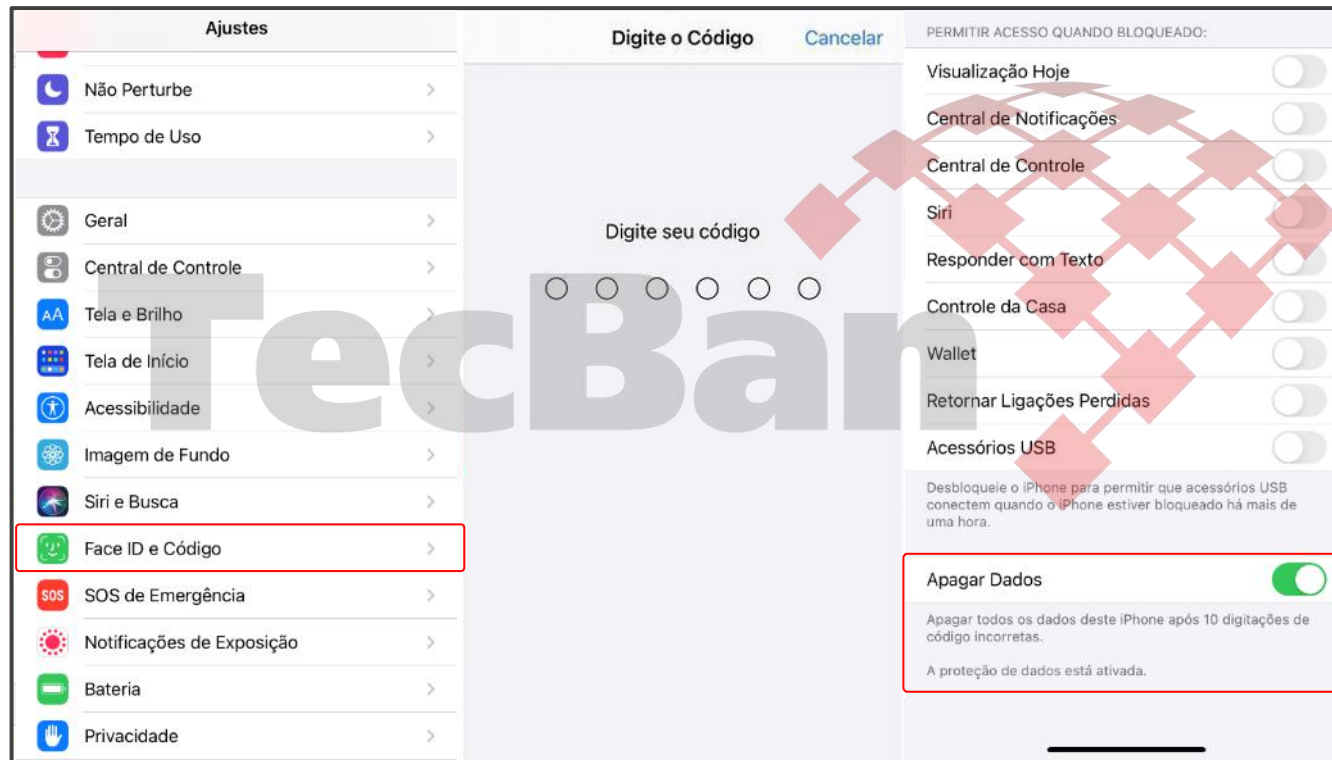 Ajustes
Não Perturbe
Tempo de Uso
Geral
Central de Controle
AA
Tela e Brilho
Tela de Início
Acessibilidade
Imagem de Fundo
Siri e Busca
Face ID e Código
SOS
SOS de Emergência
Notificações de Exposição
Bateria
Privacidade
Digite o Código
Cancelar
Digite seu código
PERMITIR ACESSO QUANDO BLOQUEADO:
Visualização Hoje
Central de Notificações
Central de Controle
Siri
Responder com Texto
Controle da Casa
Wallet
Retornar Ligações Perdidas
Acessórios USB
Desbloqueie o iPhone para permitir que acessórios USB
conectem quando o iPhone estiver bloqueado há mais de
uma hora.
Apagar Dados
Apagar todos os dados deste iPhone após 10 digitações de
código incorretas.
A proteção de dados está ativada.
TecBan